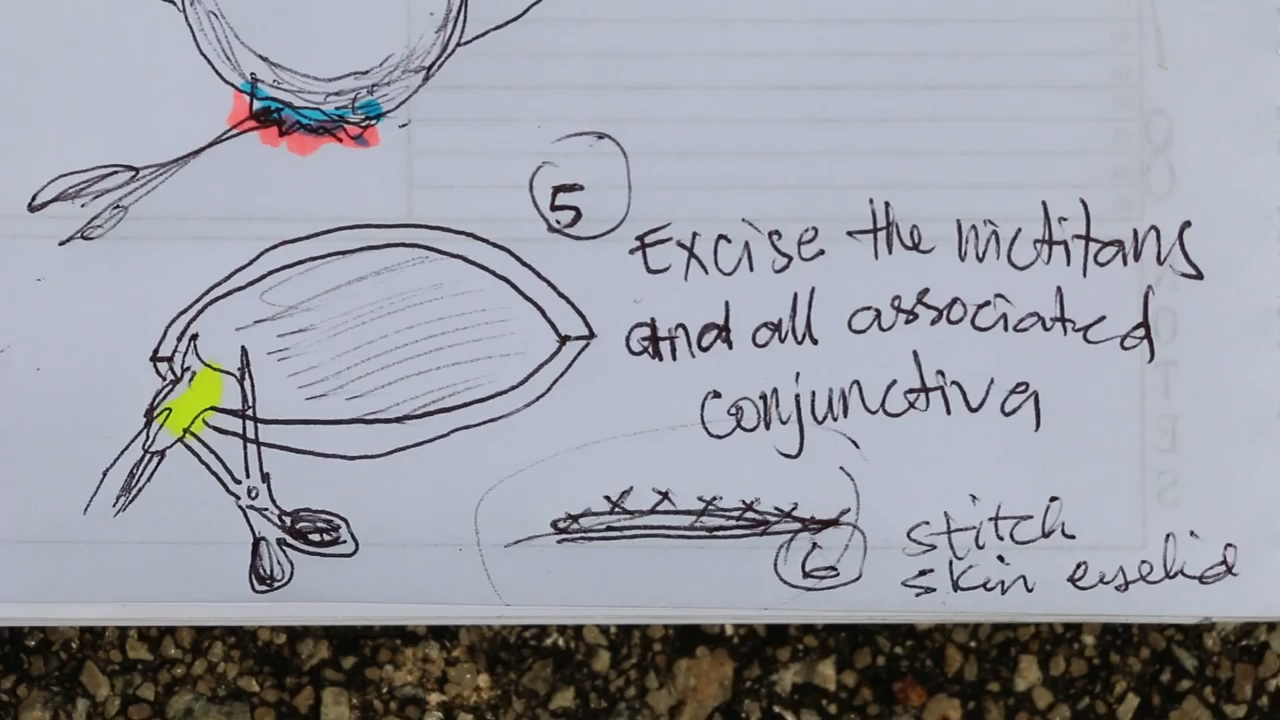 5
Excise the nictitans
and all associated
conjunctiva
6
stitch
skin eyelid